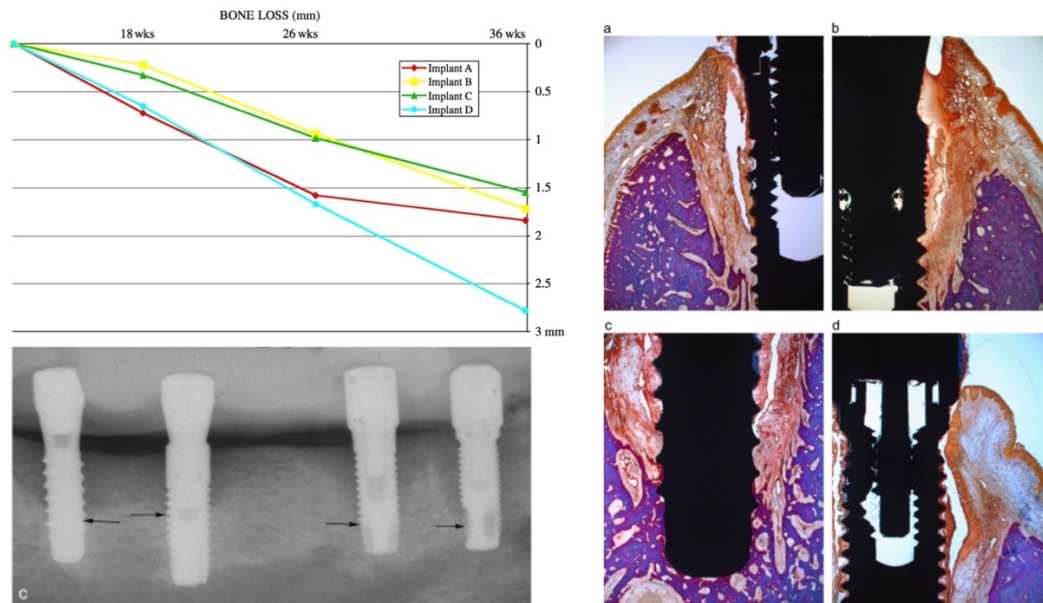 BONE LOSS (mm)
18 wks 26 wks 36 wks
0
Implant A
Implant B
Implant C
Implant D
0.5
1
1.5
2
2.5
3 mm
C
a b
c d